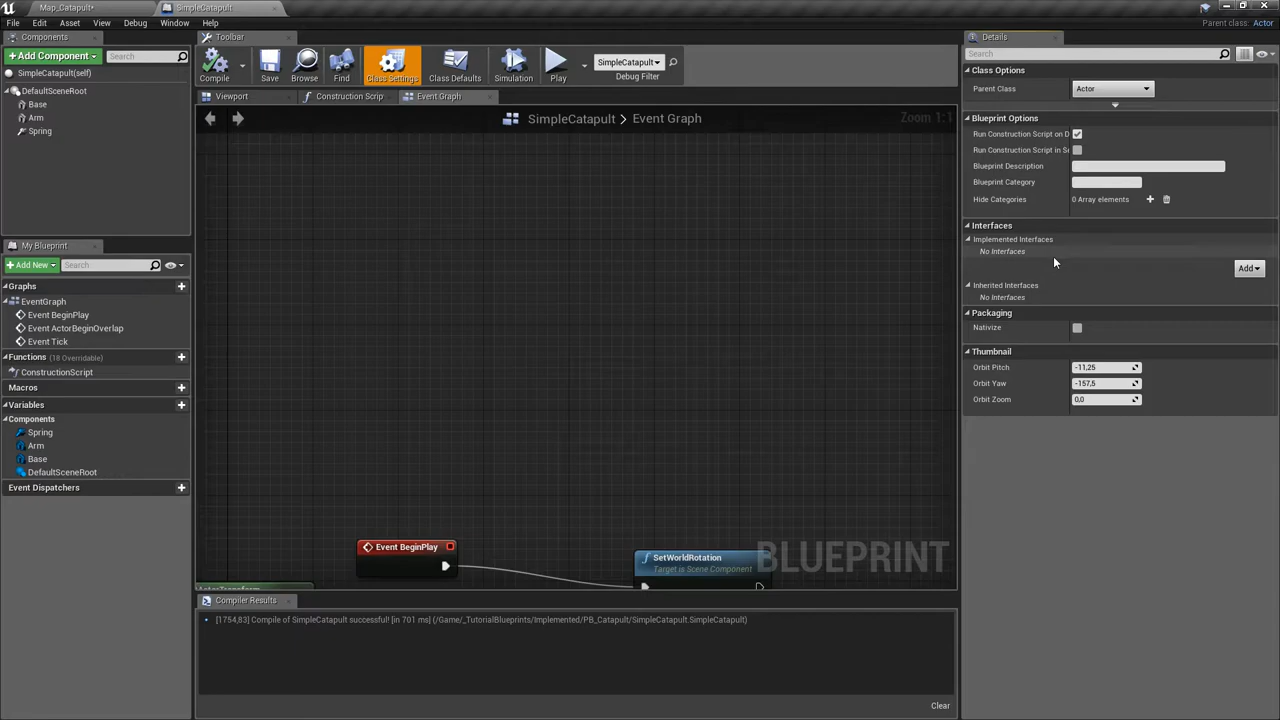 Map_Catapult*
SimpleCatapult
File Edit Asset View Debug Window Help
Parent class: Actor
Components
Add Component
Search
SimpleCatapult(self)
DefaultSceneRoot
Base
Arm
Spring
My Blueprint
Add New
Search
Graphs
EventGraph
Event BeginPlay
Event ActorBeginOverlap
Event Tick
Functions (18 Overridable)
ConstructionScript
Macros
Variables
Components
Spring
Arm
Base
DefaultSceneRoot
Event Dispatchers
Toolbar
Compile
Save
Browse
Find
Class Settings
Class Defaults
Simulation
Play
SimpleCatapult
Debug Filter
Viewport
Construction Scrip
Event Graph
SimpleCatapult > Event Graph
Zoom 1:1
Event BeginPlay
SetWorldRotation
Target is Scene Component
BLUEPRINT
Compiler Results
[1754,83] Compile of SimpleCatapult successful! [in 701 ms] (/Game/_TutorialBlueprints/Implemented/PB_Catapult/SimpleCatapult.SimpleCatapult)
Clear
Details
Search
Class Options
Parent Class
Actor
Blueprint Options
Run Construction Script on D
Run Construction Script in Se
Blueprint Description
Blueprint Category
Hide Categories
0 Array elements
Interfaces
Implemented Interfaces
No Interfaces
Add
Inherited Interfaces
No Interfaces
Packaging
Nativize
Thumbnail
Orbit Pitch
-11,25
Orbit Yaw
-157,5
Orbit Zoom
0,0